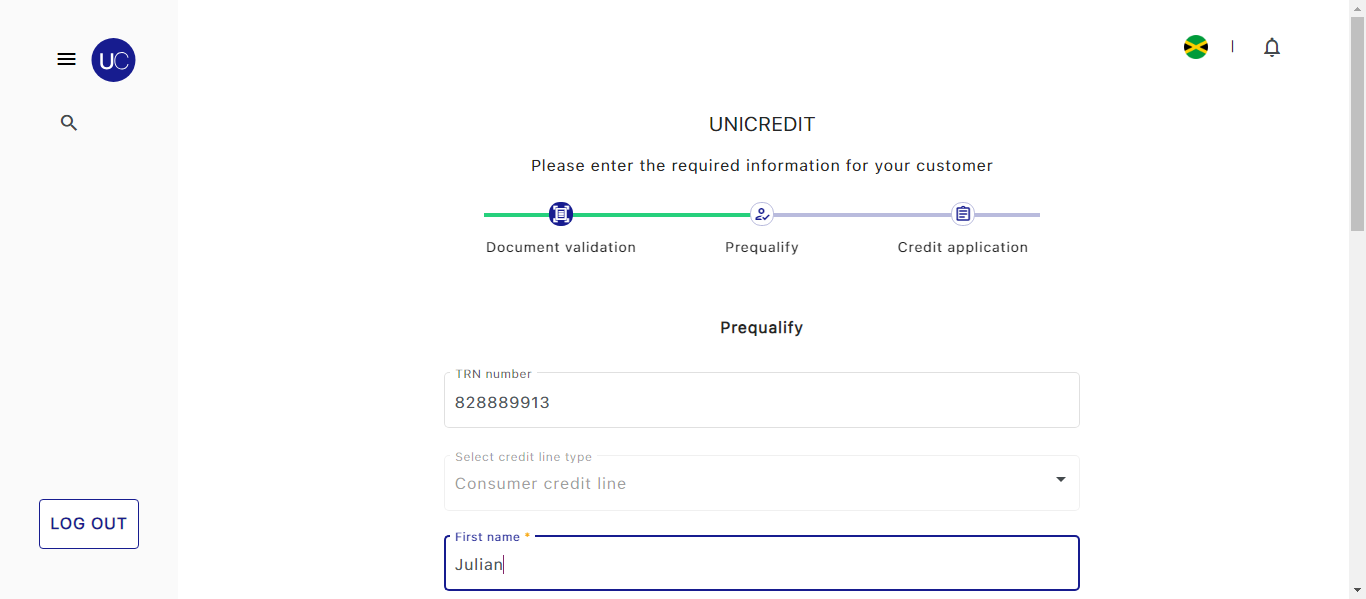 UC
UNICREDIT
Please enter the required information for your customer
Document validation
Prequalify
Credit application
Prequalify
TRN number
828889913
Select credit line type
Consumer credit line
First name *
Julian
LOG OUT